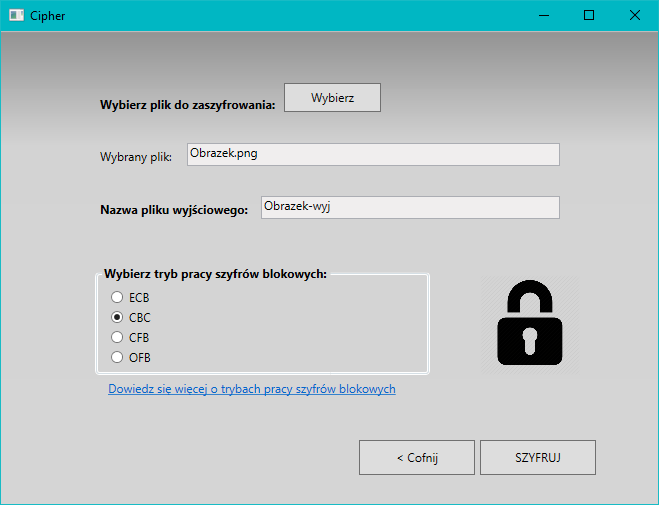 Cipher
Wybierz plik do zaszyfrowania: Wybierz
Wybrany plik: Obrazek.png
Nazwa pliku wyjściowego: Obrazek-wyj
Wybierz tryb pracy szyfrów blokowych:
ECB
CBC
CFB
OFB
Dowiedz się wiecej o trybach pracy szyfrów blokowych
< Cofnij SZYFRUJ